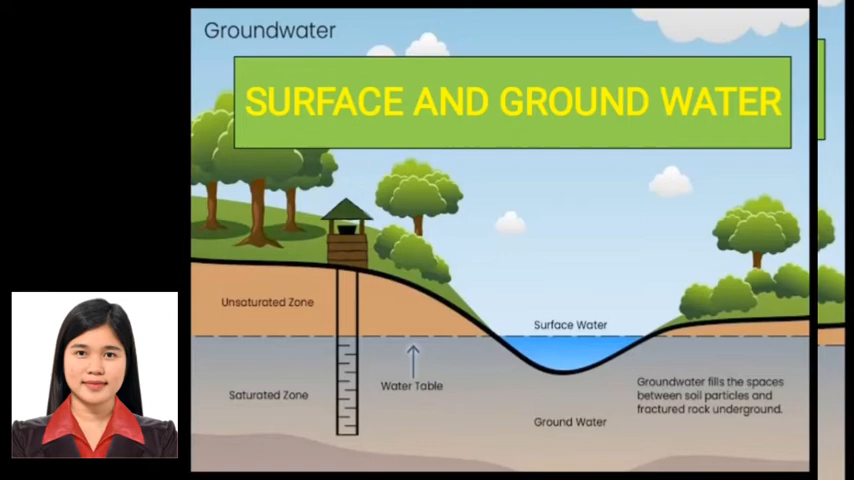 Groundwater
SURFACE AND GROUND WATER
Unsaturated Zone
Surface Water
Water Table
Saturated Zone
Groundwater fills the spaces
between soil particles and
fractured rock underground.
Ground Water